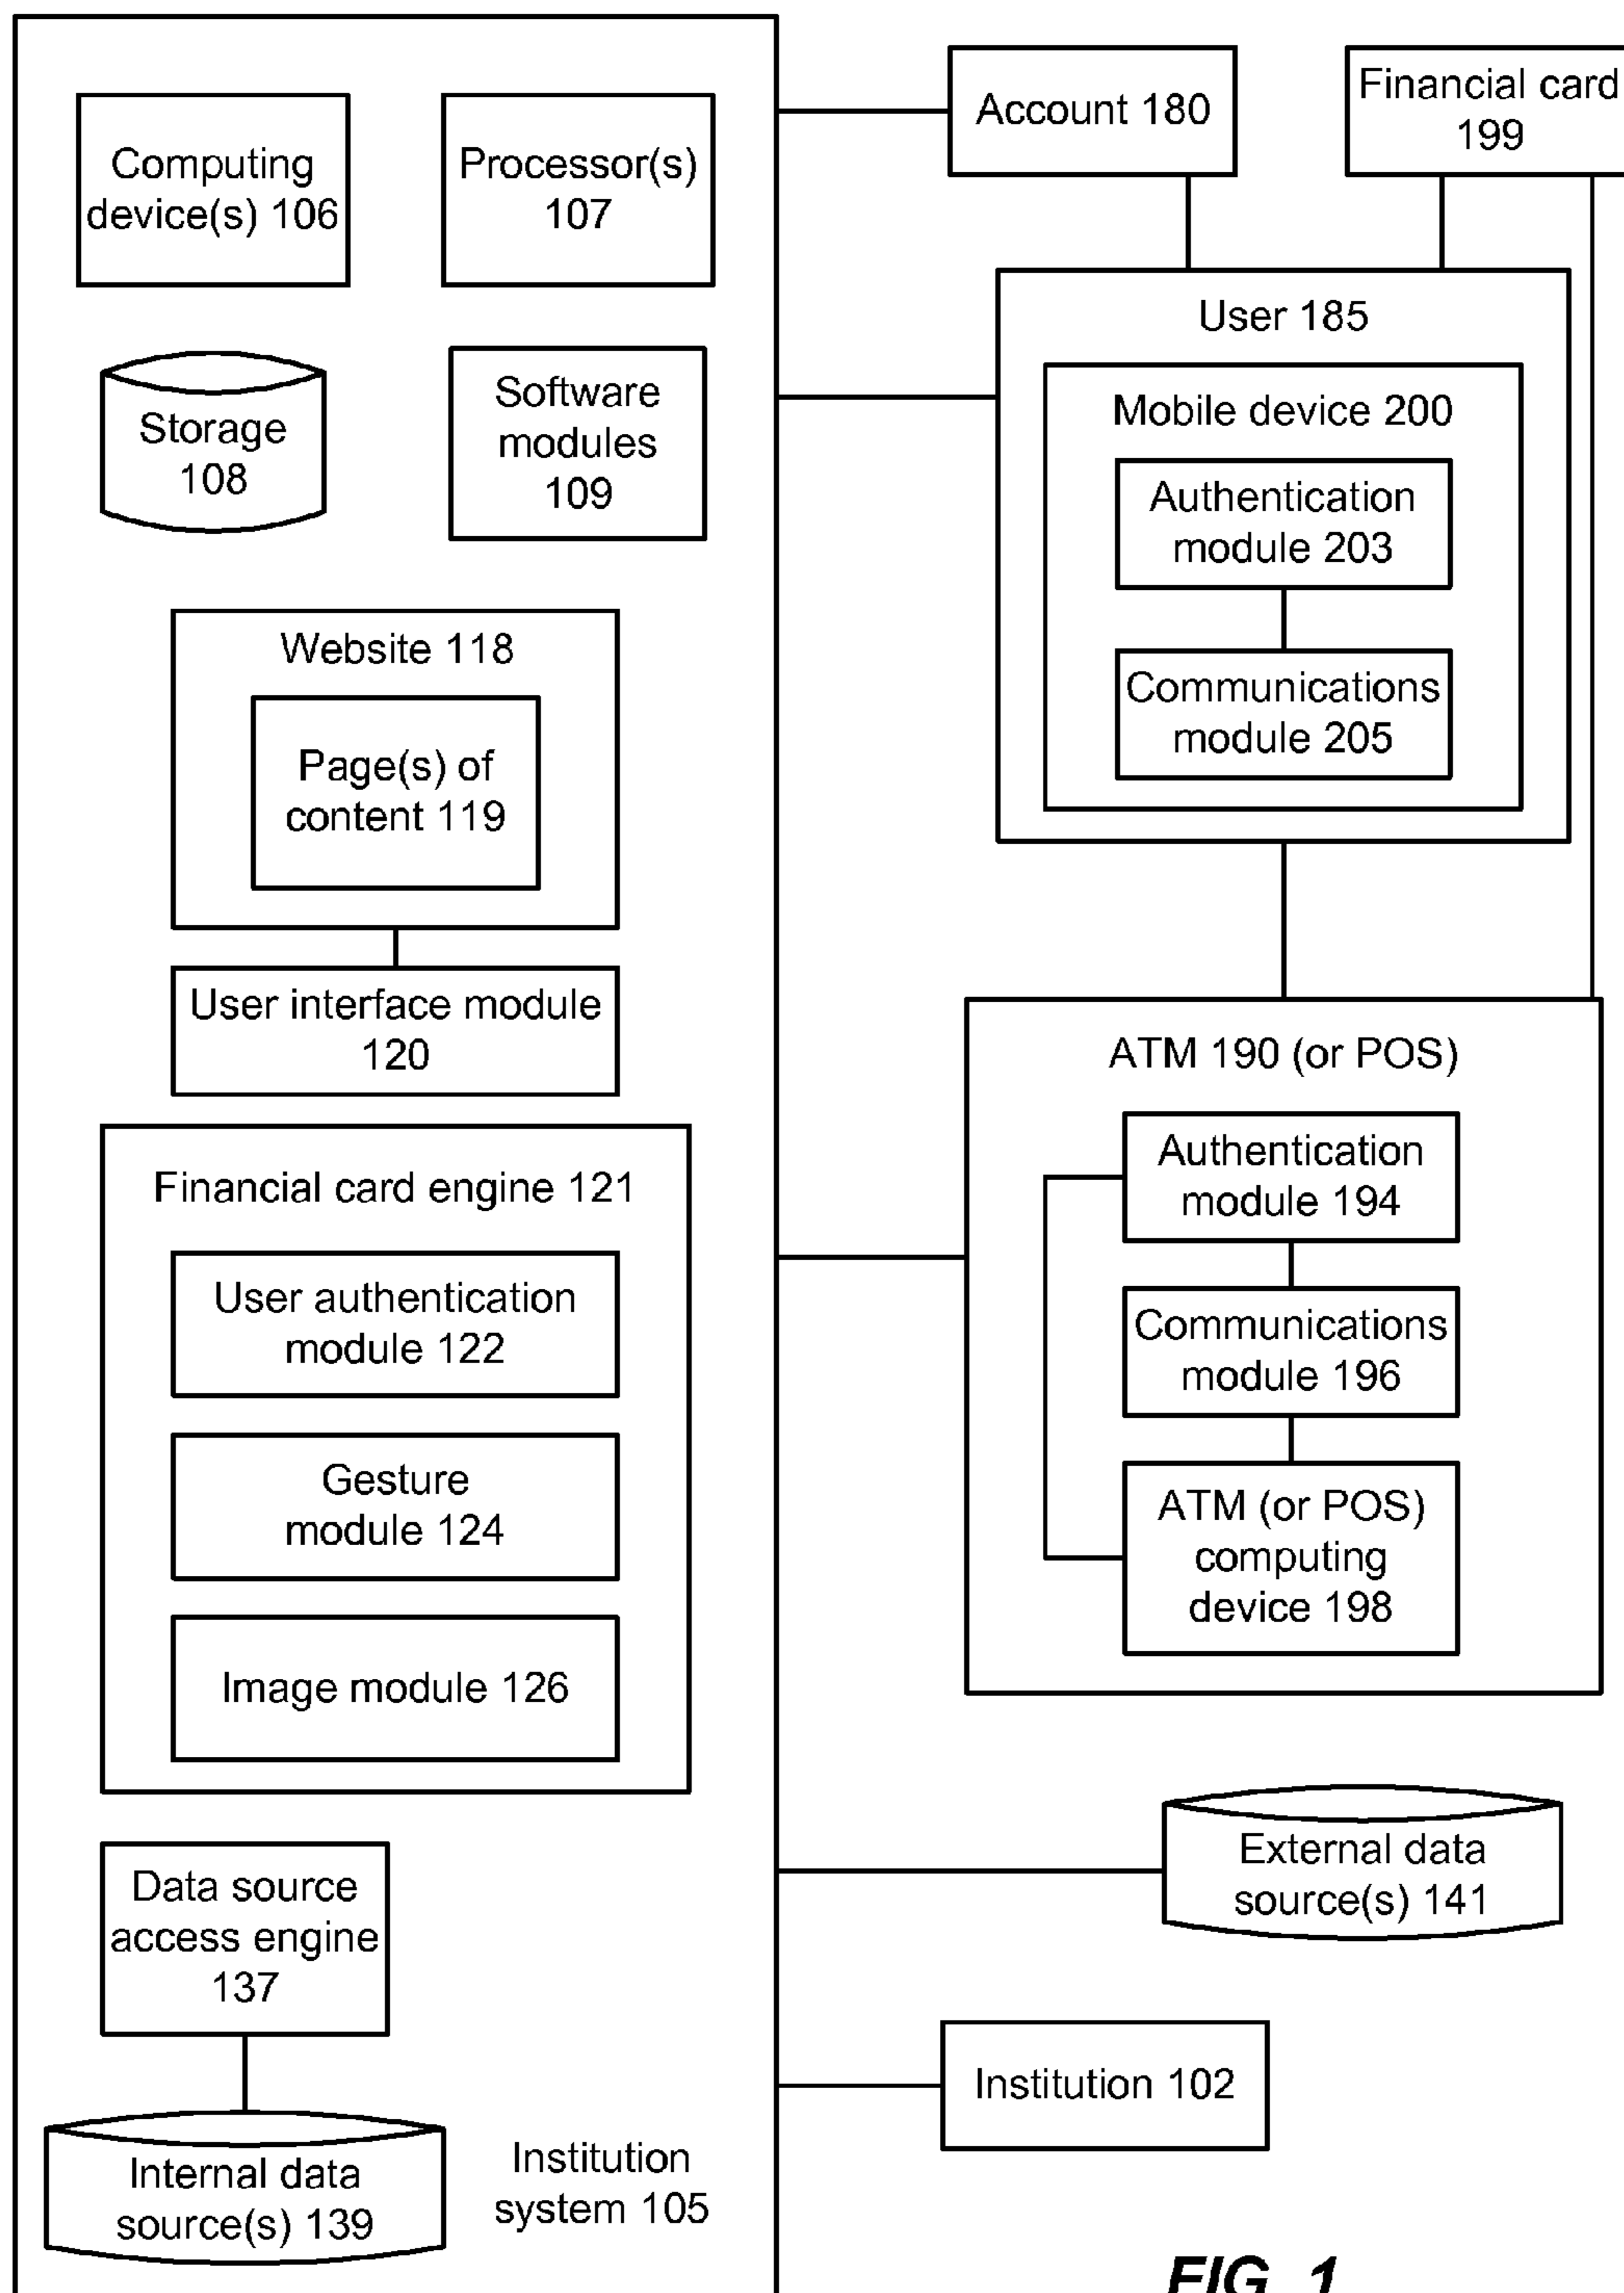 Computing
device(s) 106
Processor(s)
107
Storage
108
Software
modules
109
Website 118
Page(s) of
content 119
User interface module
120
Financial card engine 121
User authentication
module 122
Gesture
module 124
Image module 126
Data source
access engine
137
Internal data
source(s) 139
Institution
system 105
Account 180
Financial card
199
User 185
Mobile device 200
Authentication
module 203
Communications
module 205
ATM 190 (or POS)
Authentication
module 194
Communications
module 196
ATM (or POS)
computing
device 198
External data
source(s) 141
Institution 102
FIG. 1